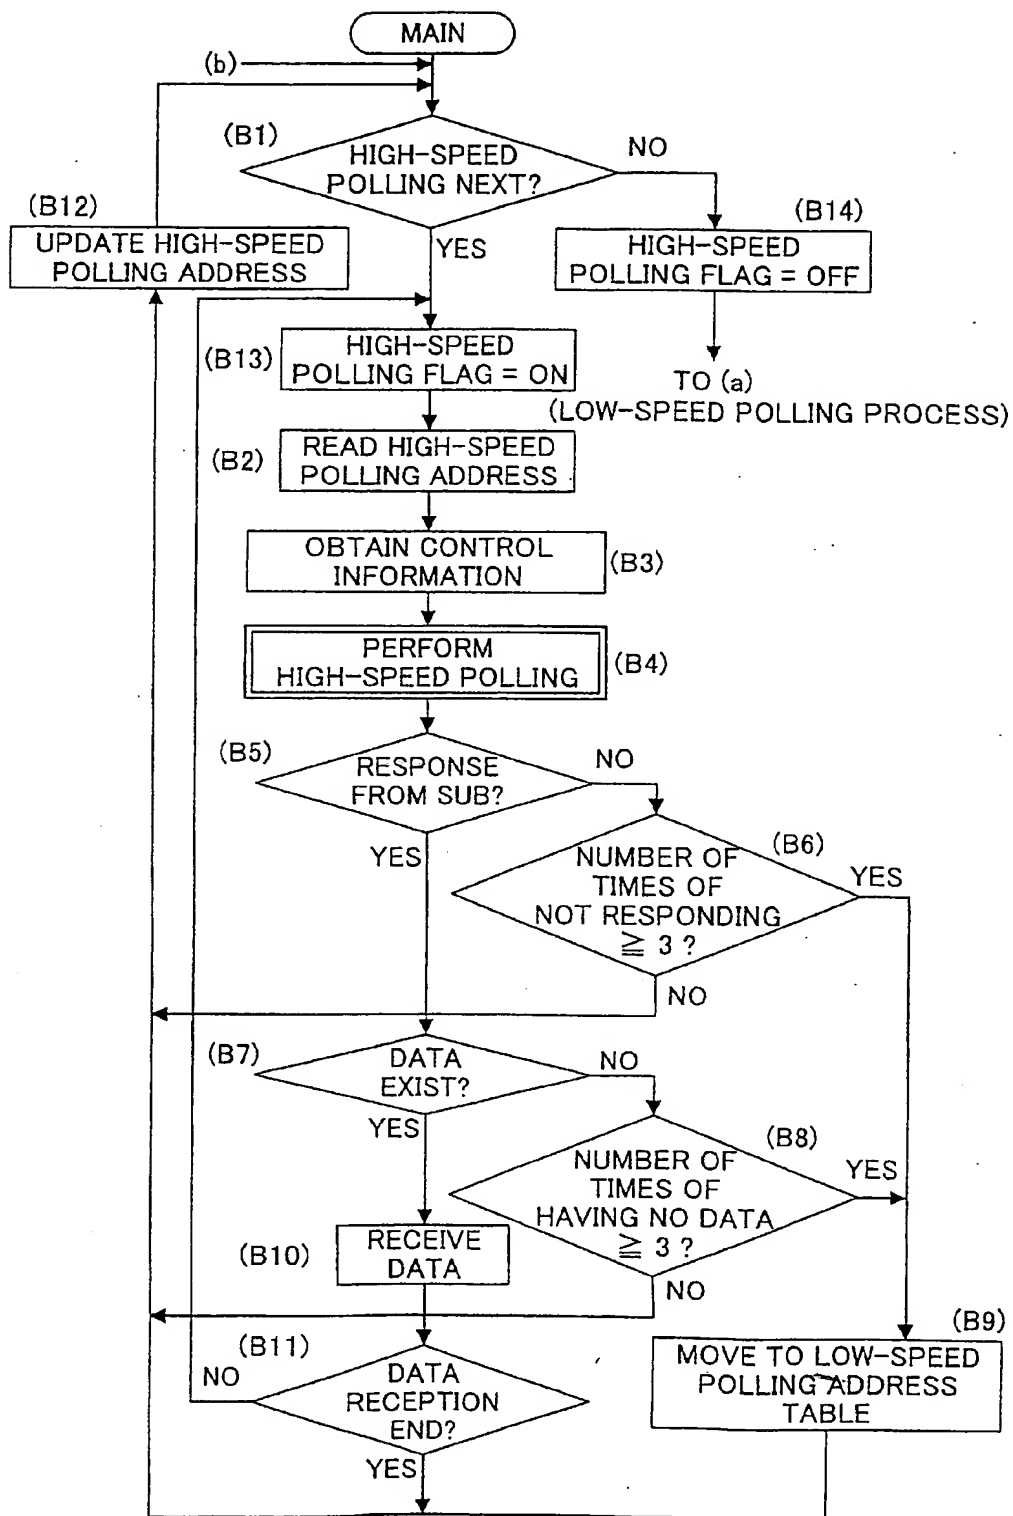 MAIN
(b)
(B1)
HIGH-SPEED
POLLING NEXT?
NO
YES
(B12)
UPDATE HIGH-SPEED
POLLING ADDRESS
(B14)
HIGH-SPEED
POLLING FLAG = OFF
TO (a)
(LOW-SPEED POLLING PROCESS)
(B13)
HIGH-SPEED
POLLING FLAG = ON
(B2)
READ HIGH-SPEED
POLLING ADDRESS
OBTAIN CONTROL
INFORMATION
(B3)
PERFORM
HIGH-SPEED POLLING
(B4)
(B5)
RESPONSE
FROM SUB?
NO
YES
(B6)
NUMBER OF
TIMES OF
NOT RESPONDING
≧ 3 ?
YES
NO
(B7)
DATA
EXIST?
NO
YES
(B8)
NUMBER OF
TIMES OF
HAVING NO DATA
≧ 3 ?
YES
NO
(B10)
RECEIVE
DATA
(B11)
DATA
RECEPTION
END?
NO
YES
(B9)
MOVE TO LOW-SPEED
POLLING ADDRESS
TABLE